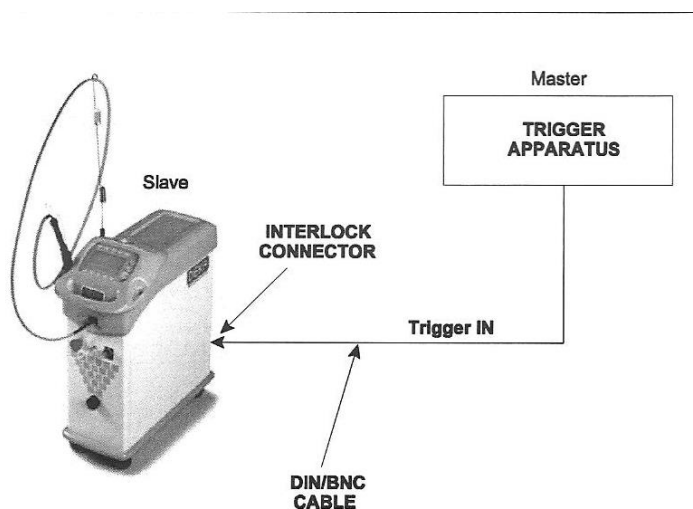 Master
TRIGGER
APPARATUS
Slave
INTERLOCK
CONNECTOR
Trigger IN
DIN/BNC
CABLE